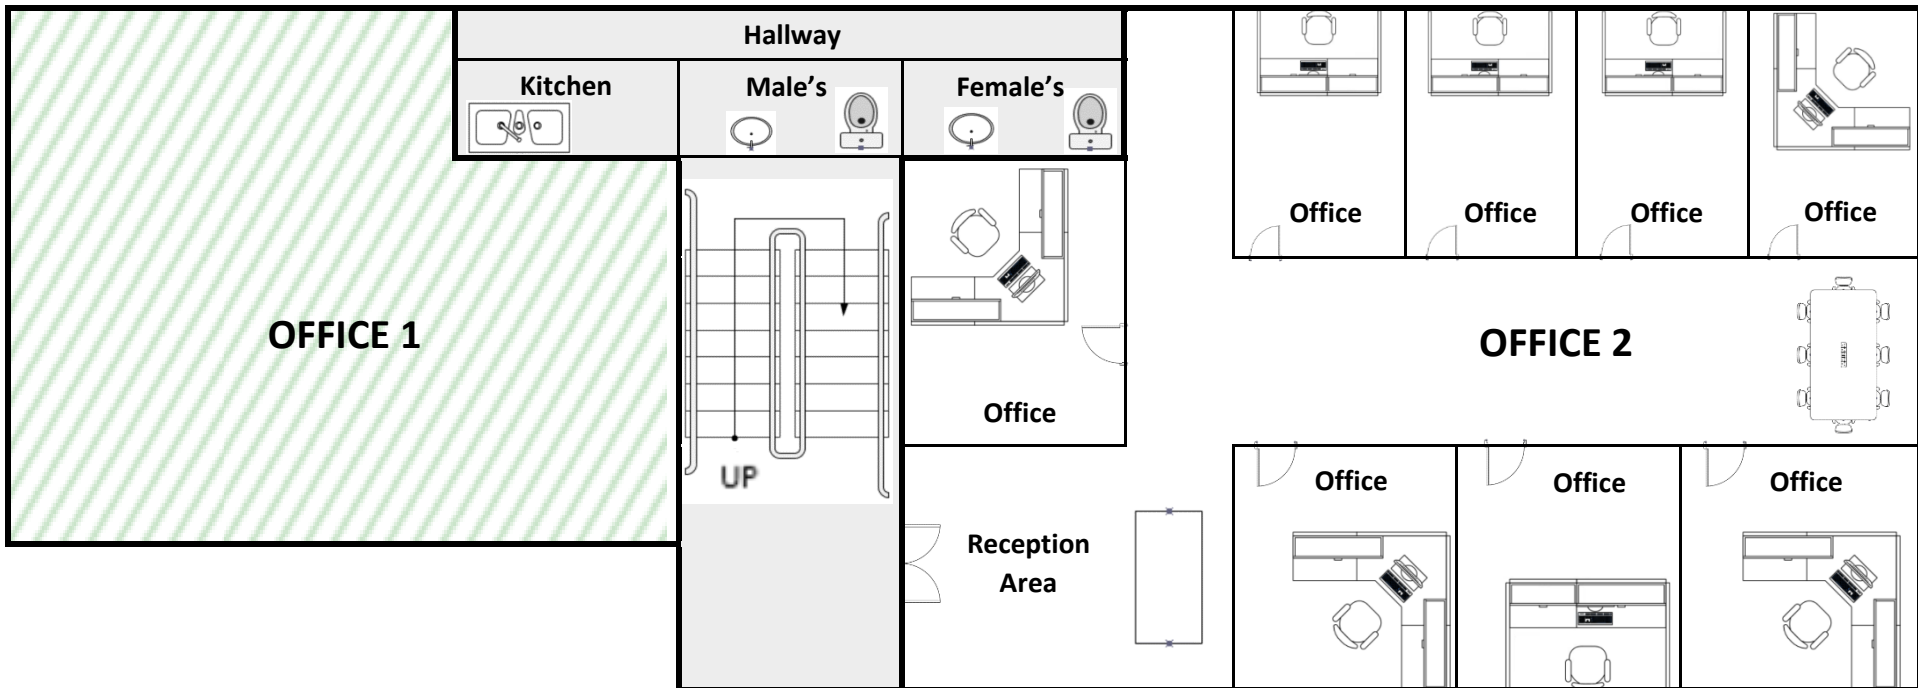 Hallway
Kitchen
Male’s
Female’s
Office
Office
Office
Office
OFFICE 1
OFFICE 2
Office
UP
Office
Office
Office
Reception
Area